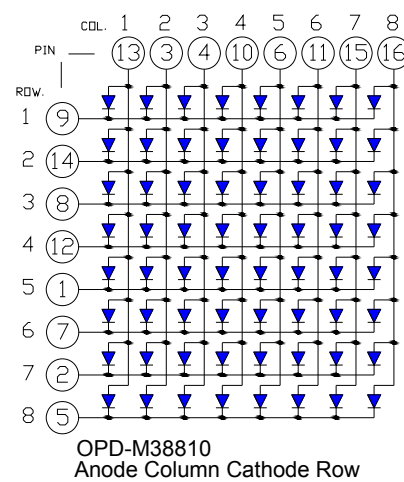 COL. 1 2 3 4 5 6 7 8
PIN 13 3 4 10 6 11 15 16
ROW.
1 9
2 14
3 8
4 12
5 1
6 7
7 2
8 5
OPD-M38810
Anode Column Cathode Row